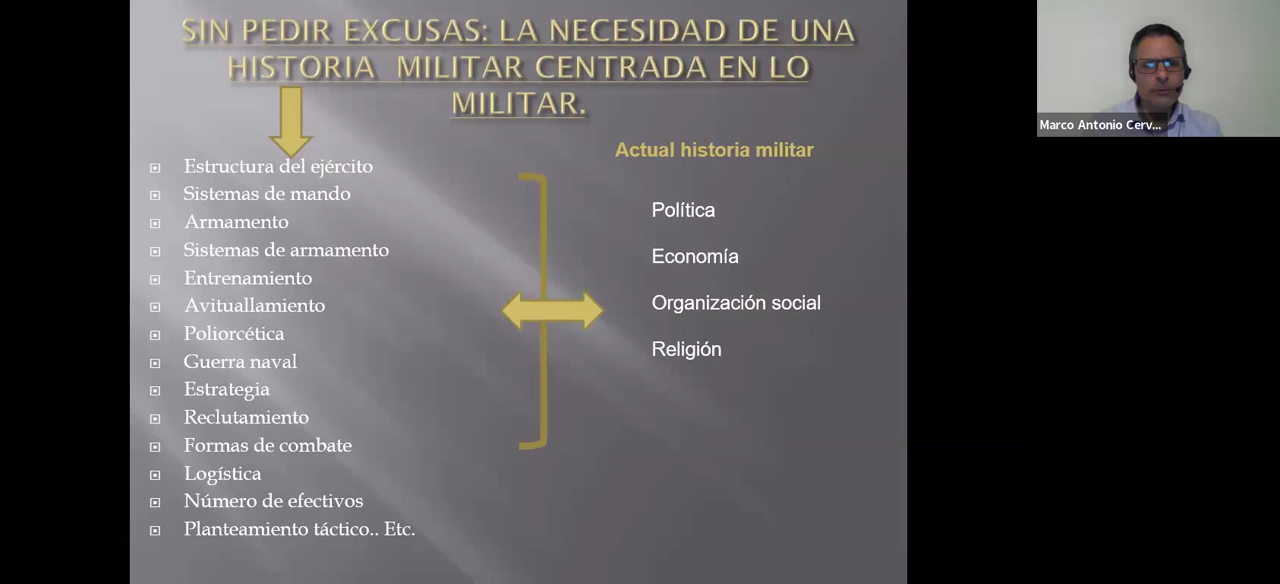 SIN PEDIR EXCUSAS: LA NECESIDAD DE UNA
HISTORIA MILITAR CENTRADA EN LO
MILITAR.
Estructura del ejército
Sistemas de mando
Armamento
Sistemas de armamento
Entrenamiento
Avituallamiento
Poliorcética
Guerra naval
Estrategia
Reclutamiento
Formas de combate
Logística
Número de efectivos
Planteamiento táctico.. Etc.
Actual historia militar
Política
Economía
Organización social
Religión
Marco Antonio Cerv...